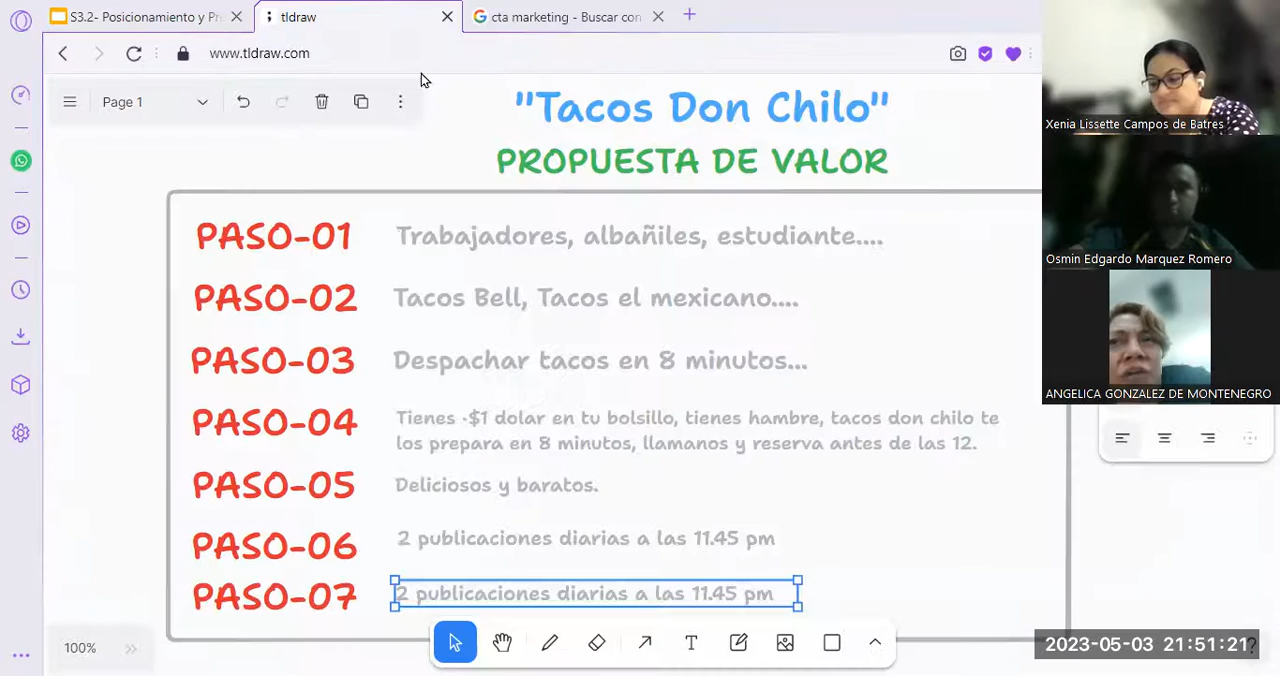 S3.2- Posicionamiento y Pr
tldraw
cta marketing - Buscar con
www.tldraw.com
Page 1
"Tacos Don Chilo"
PROPUESTA DE VALOR
PASO-01 Trabajadores, albañiles, estudiante....
PASO-02 Tacos Bell, Tacos el mexicano....
PASO-03 Despachar tacos en 8 minutos...
PASO-04 Tienes -$1 dolar en tu bolsillo, tienes hambre, tacos don chilo te
los prepara en 8 minutos, llamanos y reserva antes de las 12.
PASO-05 Deliciosos y baratos.
PASO-06 2 publicaciones diarias a las 11.45 pm
PASO-07 2 publicaciones diarias a las 11.45 pm
100%
Xenia Lissette Campos de Batres
Osmin Edgardo Marquez Romero
ANGELICA GONZALEZ DE MONTENEGRO
2023-05-03 21:51:21